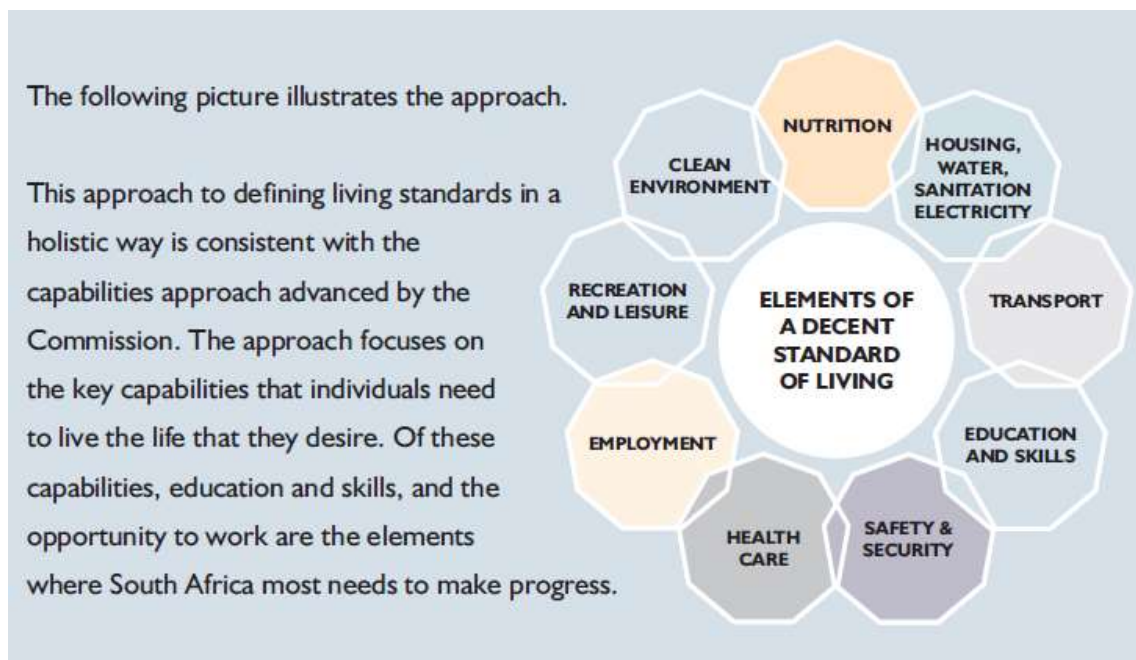 The following picture illustrates the approach.
This approach to defining living standards in a
holistic way is consistent with the
capabilities approach advanced by the
Commission. The approach focuses on
the key capabilities that individuals need
to live the life that they desire. Of these
capabilities, education and skills, and the
opportunity to work are the elements
where South Africa most needs to make progress.
NUTRITION
HOUSING,
WATER,
SANITATION
ELECTRICITY
TRANSPORT
EDUCATION
AND SKILLS
SAFETY &
SECURITY
HEALTH
CARE
EMPLOYMENT
RECREATION
AND LEISURE
CLEAN
ENVIRONMENT
ELEMENTS OF
A DECENT
STANDARD
OF LIVING